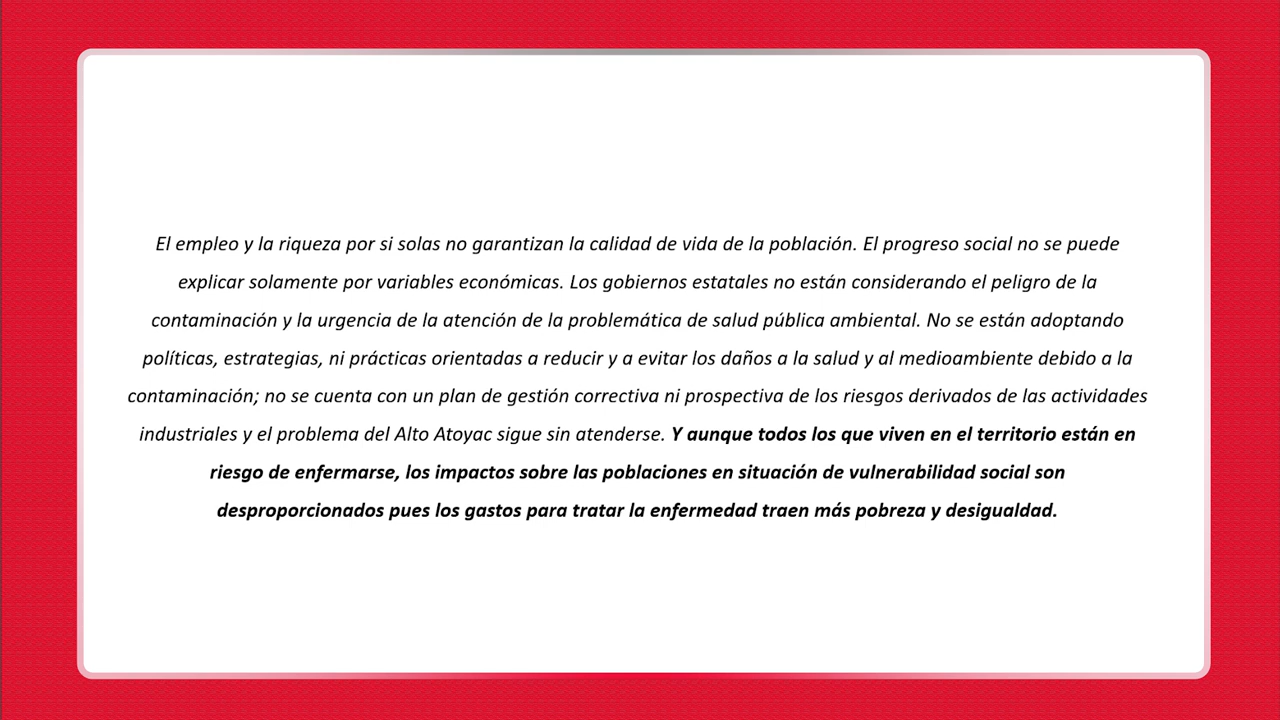 El empleo y la riqueza por si solas no garantizan la calidad de vida de la población. El progreso social no se puede
explicar solamente por variables económicas. Los gobiernos estatales no están considerando el peligro de la
contaminación y la urgencia de la atención de la problemática de salud pública ambiental. No se están adoptando
políticas, estrategias, ni prácticas orientadas a reducir y a evitar los daños a la salud y al medioambiente debido a la
contaminación; no se cuenta con un plan de gestión correctiva ni prospectiva de los riesgos derivados de las actividades
industriales y el problema del Alto Atoyac sigue sin atenderse. Y aunque todos los que viven en el territorio están en
riesgo de enfermarse, los impactos sobre las poblaciones en situación de vulnerabilidad social son
desproporcionados pues los gastos para tratar la enfermedad traen más pobreza y desigualdad.